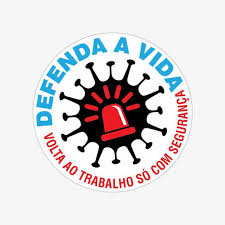 DEFENDA A VIDA
VOLTA AO TRABALHO SÓ COM SEGURANÇA